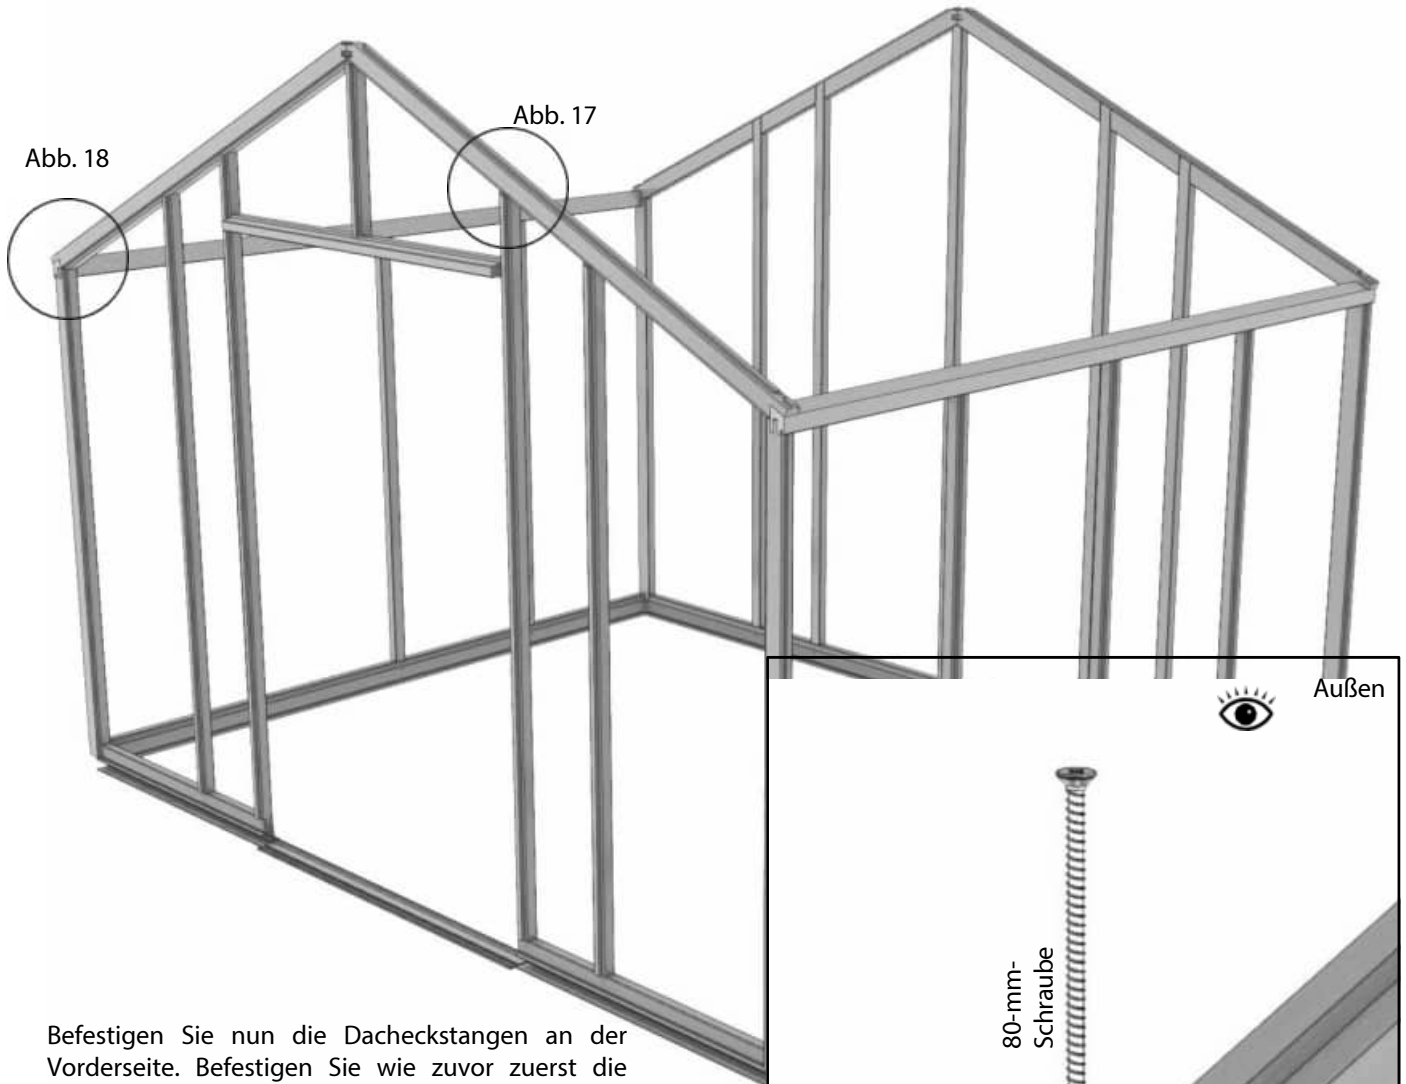 Abb. 17
Abb. 18
Außen
80-mm-
Schraube
Befestigen Sie nun die Dacheckstangen an der
Vorderseite. Befestigen Sie wie zuvor zuerst die